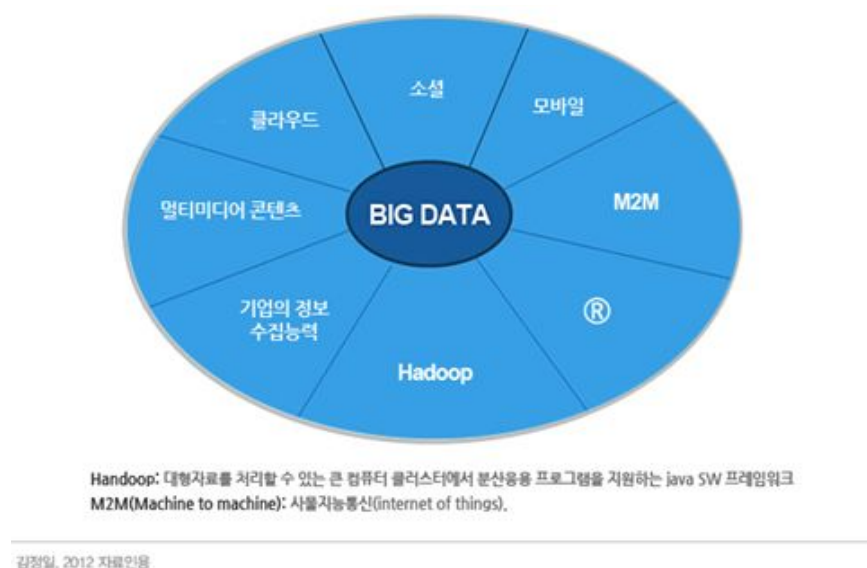 소셜
모바일
클라우드
M2M
멀티미디어 콘텐츠
BIG DATA
기업의 정보
수집능력
®
Hadoop
Handoop: 대형자료를 처리할 수 있는 큰 컴퓨터 클러스터에서 분산응용 프로그램을 지원하는 java SW 프레임워크
M2M(Machine to machine): 사물지능통신(internet of things).
김정일, 2012 자료인용